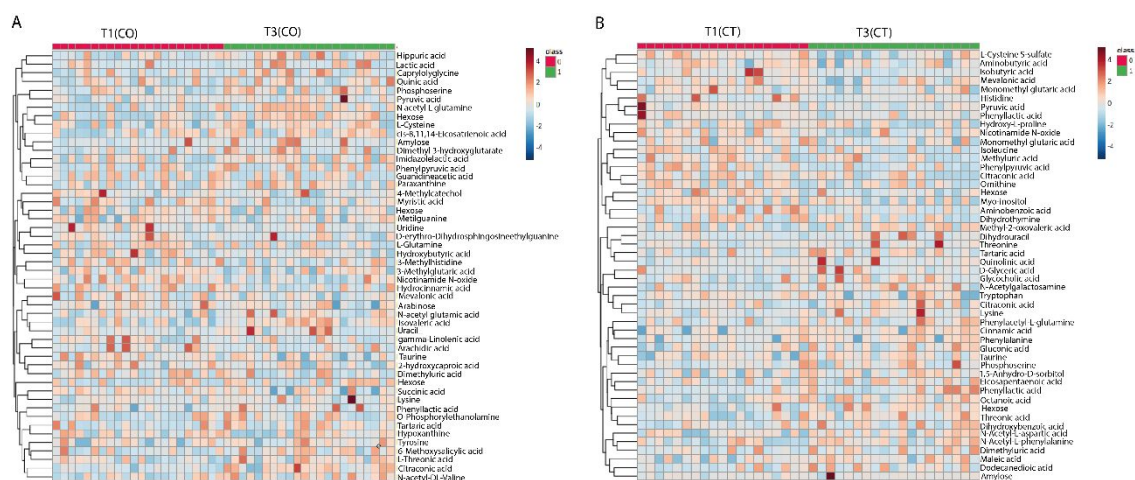 A
T1(CO)
T3(CO)
Hippuric acid
Lactic acid
Caprylolyglycine
Quinic acid
Phosphoserine
Pyruvic acid
N-acetyl L glutamine
Hexose
L-Cysteine
cis-8,11,14-Eicosatrienoic acid
Amylose
Dimethyl 3-hydroxyglutarate
Imidazolelactic acid
Phenylpyruvic acid
Guanidineacetic acid
Paraxanthine
4-Methylcatechol
Myristic acid
Hexose
Metilguanine
Uridine
D-erythro-Dihydrosphingosineethylguanine
L-Glutamine
Hydroxybutyric acid
3-Methylhistidine
3-Methylglutaric acid
Nicotinamide N-oxide
Hydrocinnamic acid
Mevalonic acid
Arabinose
N-acetyl glutamic acid
Isovaleric acid
Uracil
gamma-Linolenic acid
Arachidic acid
Taurine
2-hydroxycaproic acid
Dimethyluric acid
Hexose
Succinic acid
Lysine
Phenyllactic acid
O Phosphorylethanolamine
Tartaric acid
Hypoxanthine
Tyrosine
6 Methoxysalicylic acid
L-Threonic acid
Citraconic acid
N-acetyl-DL-Valine
4
2
0
-2
-4
class
0
1
B
T1(CT)
T3(CT)
L-Cysteine S-sulfate
Aminobutyric acid
Isobutyric acid
Mevalonic acid
Monomethyl glutaric acid
Histidine
Pyruvic acid
Phenyllactic acid
Hydroxy-L-proline
Nicotinamide N-oxide
Monomethyl glutaric acid
Isoleucine
Methyluric acid
Phenylpyruvic acid
Citraconic acid
Ornithine
Hexose
Myo-inositol
Aminobenzoic acid
Dihydrothymine
Methyl-2-oxovaleric acid
Dihydrouracil
Threonine
Tartaric acid
Quinolinic acid
D-Glyceric acid
Glycocholic acid
N-Acetylgalactosamine
Tryptophan
Citraconic acid
Lysine
Phenylacetyl-L-glutamine
Cinnamic acid
Phenylalanine
Gluconic acid
Taurine
Phosphoserine
1,5-Anhydro-D-sorbitol
Eicosapentaenoic acid
Phenyllactic acid
Octanoic acid
Hexose
Threonic acid
Dihydroxybenzoic acid
N-Acetyl-L-aspartic acid
N Acetyl-L-phenylalanine
Dimethyluric acid
Maleic acid
Dodecanedioic acid
Amylose
4
2
0
-2
-4
class
0
1